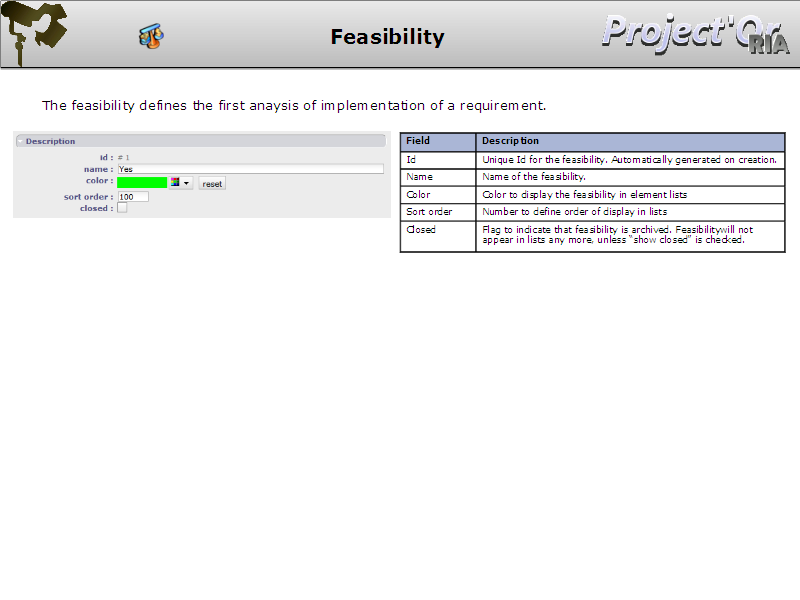 Feasibility
Project'Or
RIA
The feasibility defines the first anaysis of implementation of a requirement.
Description
id : # 1
name : Yes
color : reset
sort order : 100
closed :
Field Description
Id Unique Id for the feasibility. Automatically generated on creation.
Name Name of the feasibility.
Color Color to display the feasibility in element lists
Sort order Number to define order of display in lists
Closed Flag to indicate that feasibility is archived. Feasibilitywill not
appear in lists any more, unless “show closed” is checked.